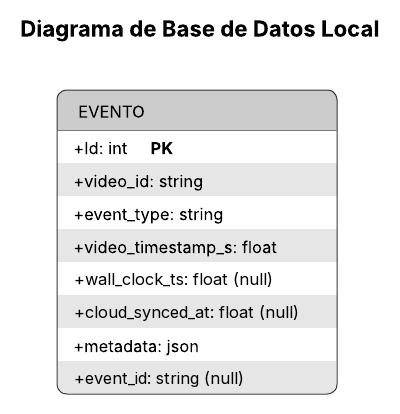 Diagrama de Base de Datos Local
EVENTO
+Id: int PK
+video_id: string
+event_type: string
+video_timestamp_s: float
+wall_clock_ts: float (null)
+cloud_synced_at: float (null)
+metadata: json
+event_id: string (null)